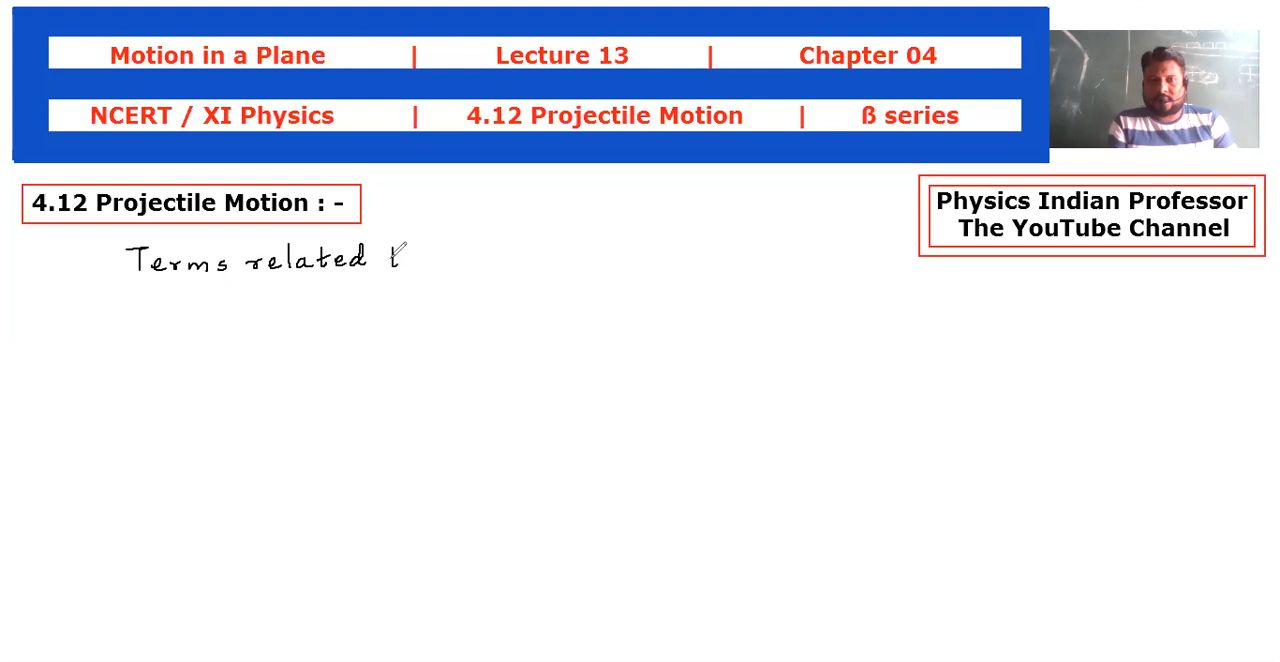 Motion in a Plane | Lecture 13 | Chapter 04
NCERT / XI Physics | 4.12 Projectile Motion | ß series
4.12 Projectile Motion : -
Physics Indian Professor
The YouTube Channel
Terms related t